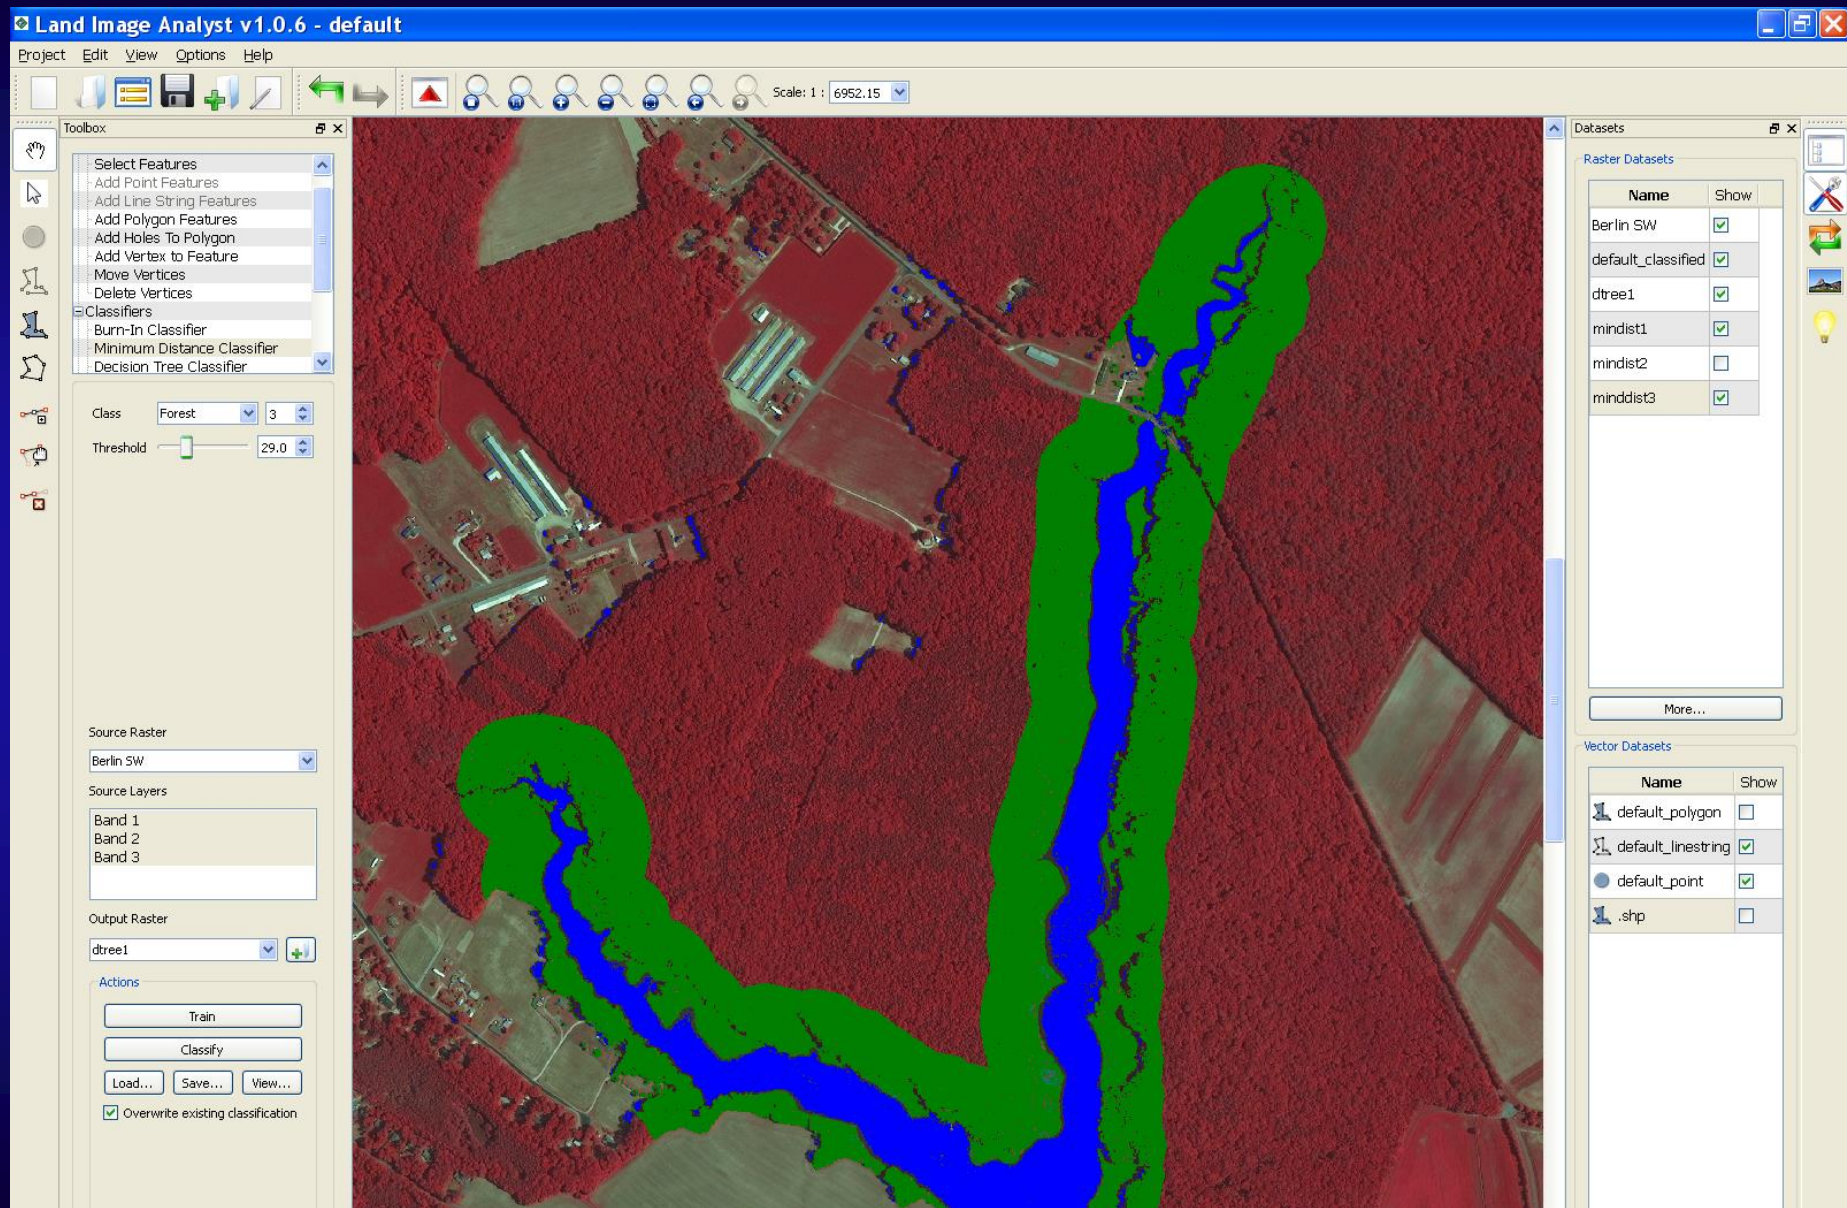 Land Image Analyst v1.0.6 - default
Project Edit View Options Help
Scale: 1 : 6952.15
Toolbox
Select Features
Add Point Features
Add Line String Features
Add Polygon Features
Add Holes To Polygon
Add Vertex to Feature
Move Vertices
Delete Vertices
Classifiers
Burn-In Classifier
Minimum Distance Classifier
Decision Tree Classifier
Class Forest 3
Threshold 29.0
Source Raster
Berlin SW
Source Layers
Band 1
Band 2
Band 3
Output Raster
dtree1
Actions
Train
Classify
Load... Save... View...
Overwrite existing classification
Datasets
Raster Datasets
Name Show
Berlin SW
default_classified
dtree1
mindist1
mindist2
minddist3
More...
Vector Datasets
Name Show
default_polygon
default_linestring
default_point
.shp